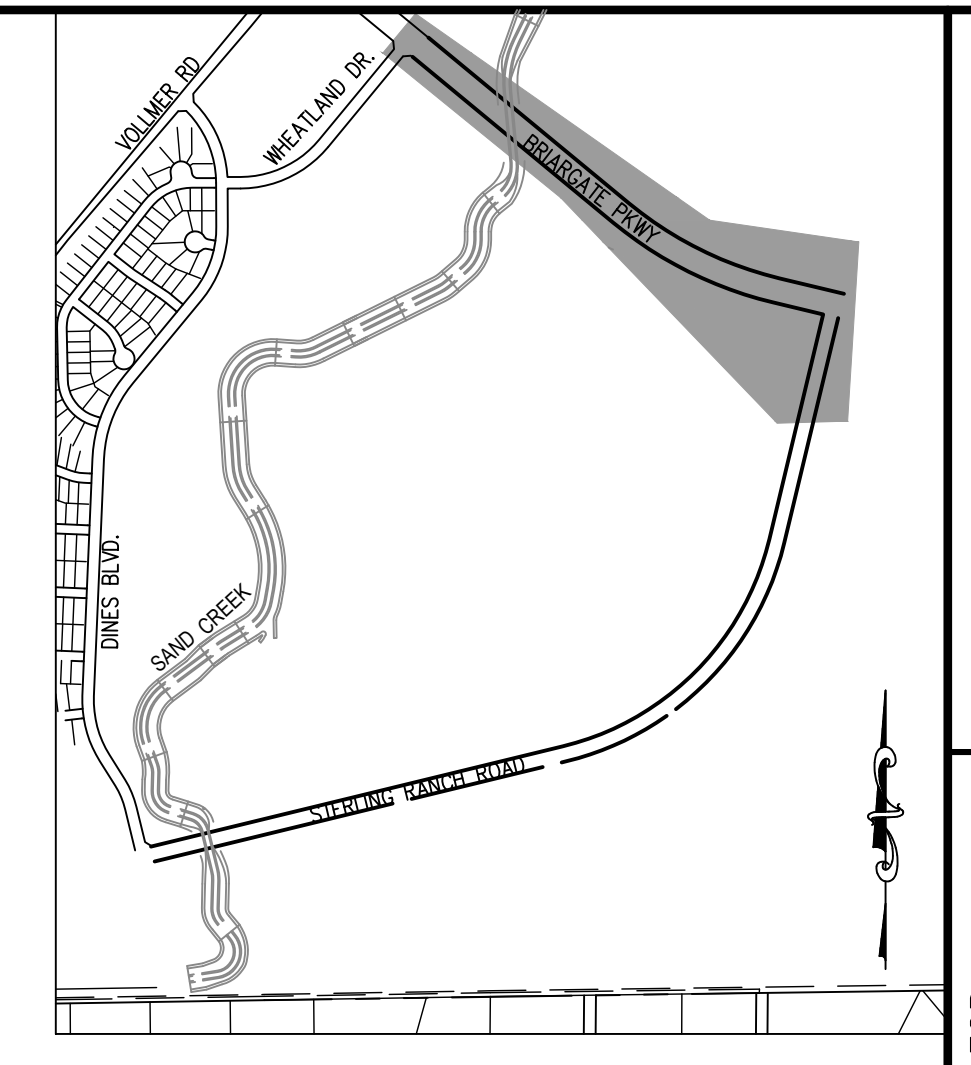 VOLLMER RD
WHEATLAND DR.
BRIARGATE PKWY
DINES BLVD.
SAND CREEK
STERLING RANCH ROAD